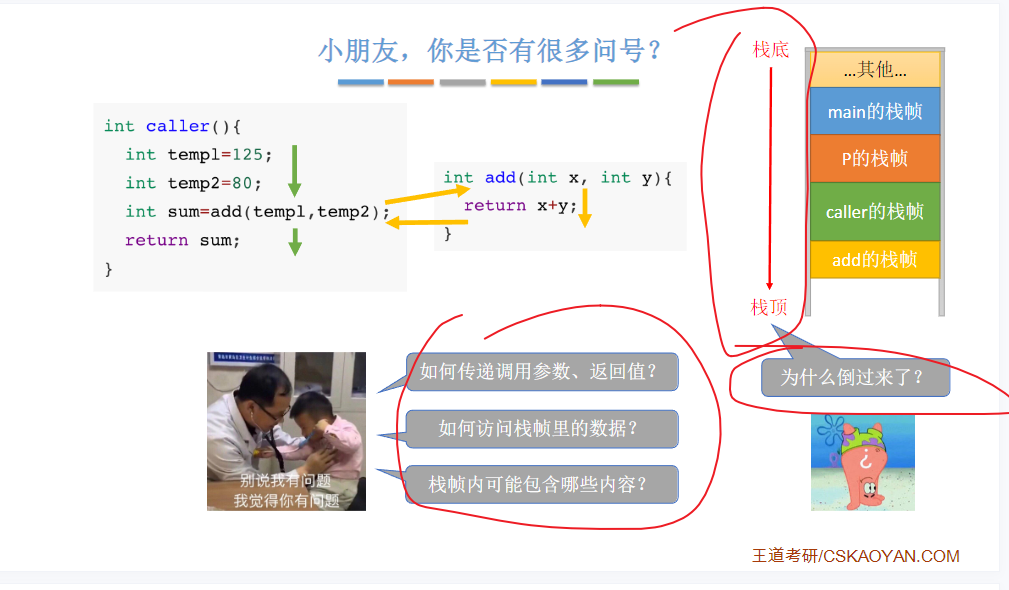 小朋友，你是否有很多问号？
int caller(){
int temp1=125;
int temp2=80;
int sum=add(temp1,temp2);
return sum;
}
int add(int x, int y){
return x+y;
}
栈底
栈顶
...其他...
main的栈帧
P的栈帧
caller的栈帧
add的栈帧
为什么倒过来了？
如何传递调用参数、返回值？
如何访问栈帧里的数据？
栈帧内可能包含哪些内容？
别说我有问题
我觉得你有问题
¿
王道考研/CSKAOYAN.COM